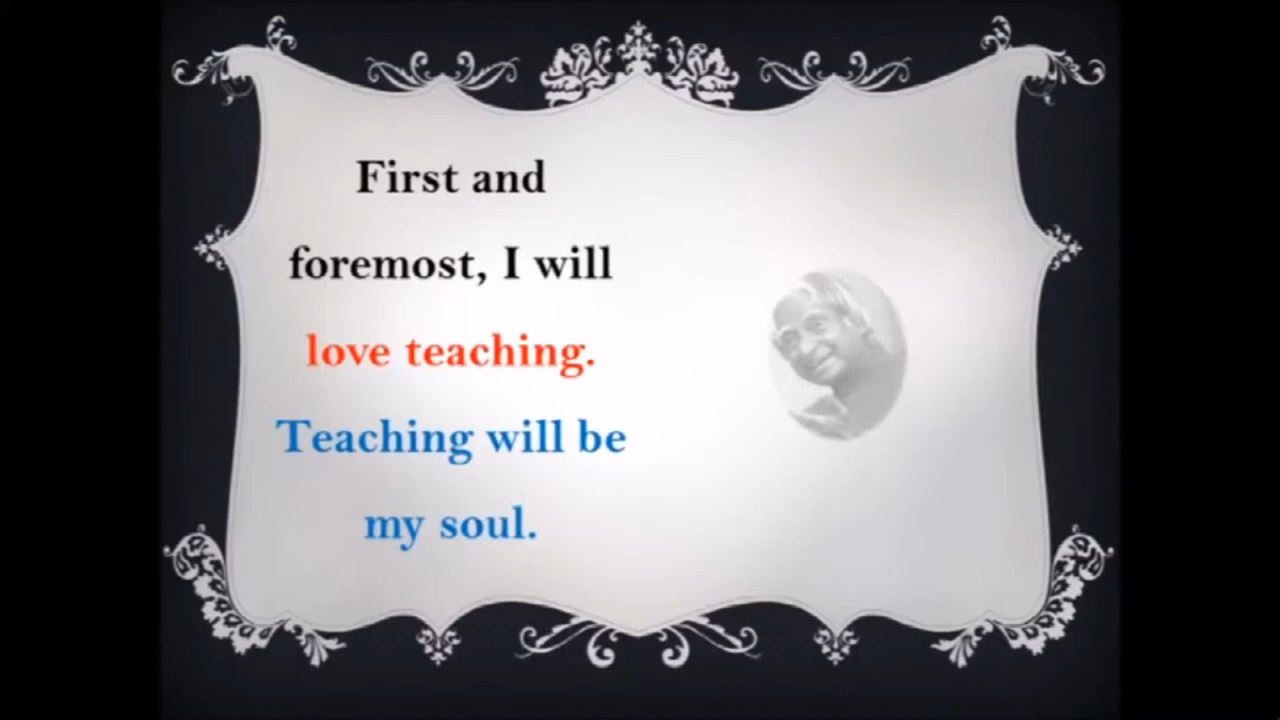 First and
foremost, I will
love teaching.
Teaching will be
my soul.